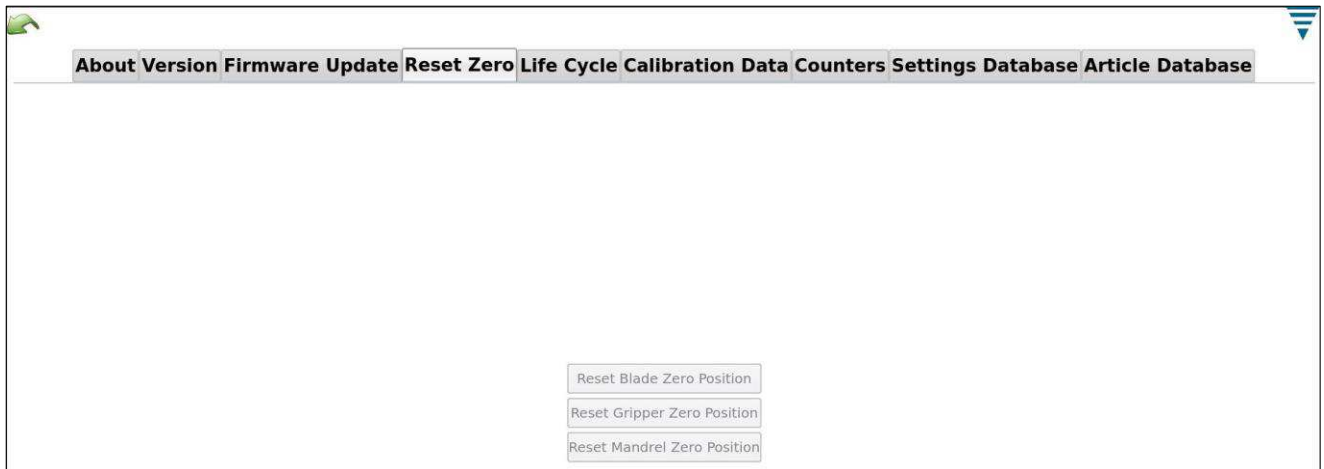 About Version Firmware Update Reset Zero Life Cycle Calibration Data Counters Settings Database Article Database
Reset Blade Zero Position
Reset Gripper Zero Position
Reset Mandrel Zero Position